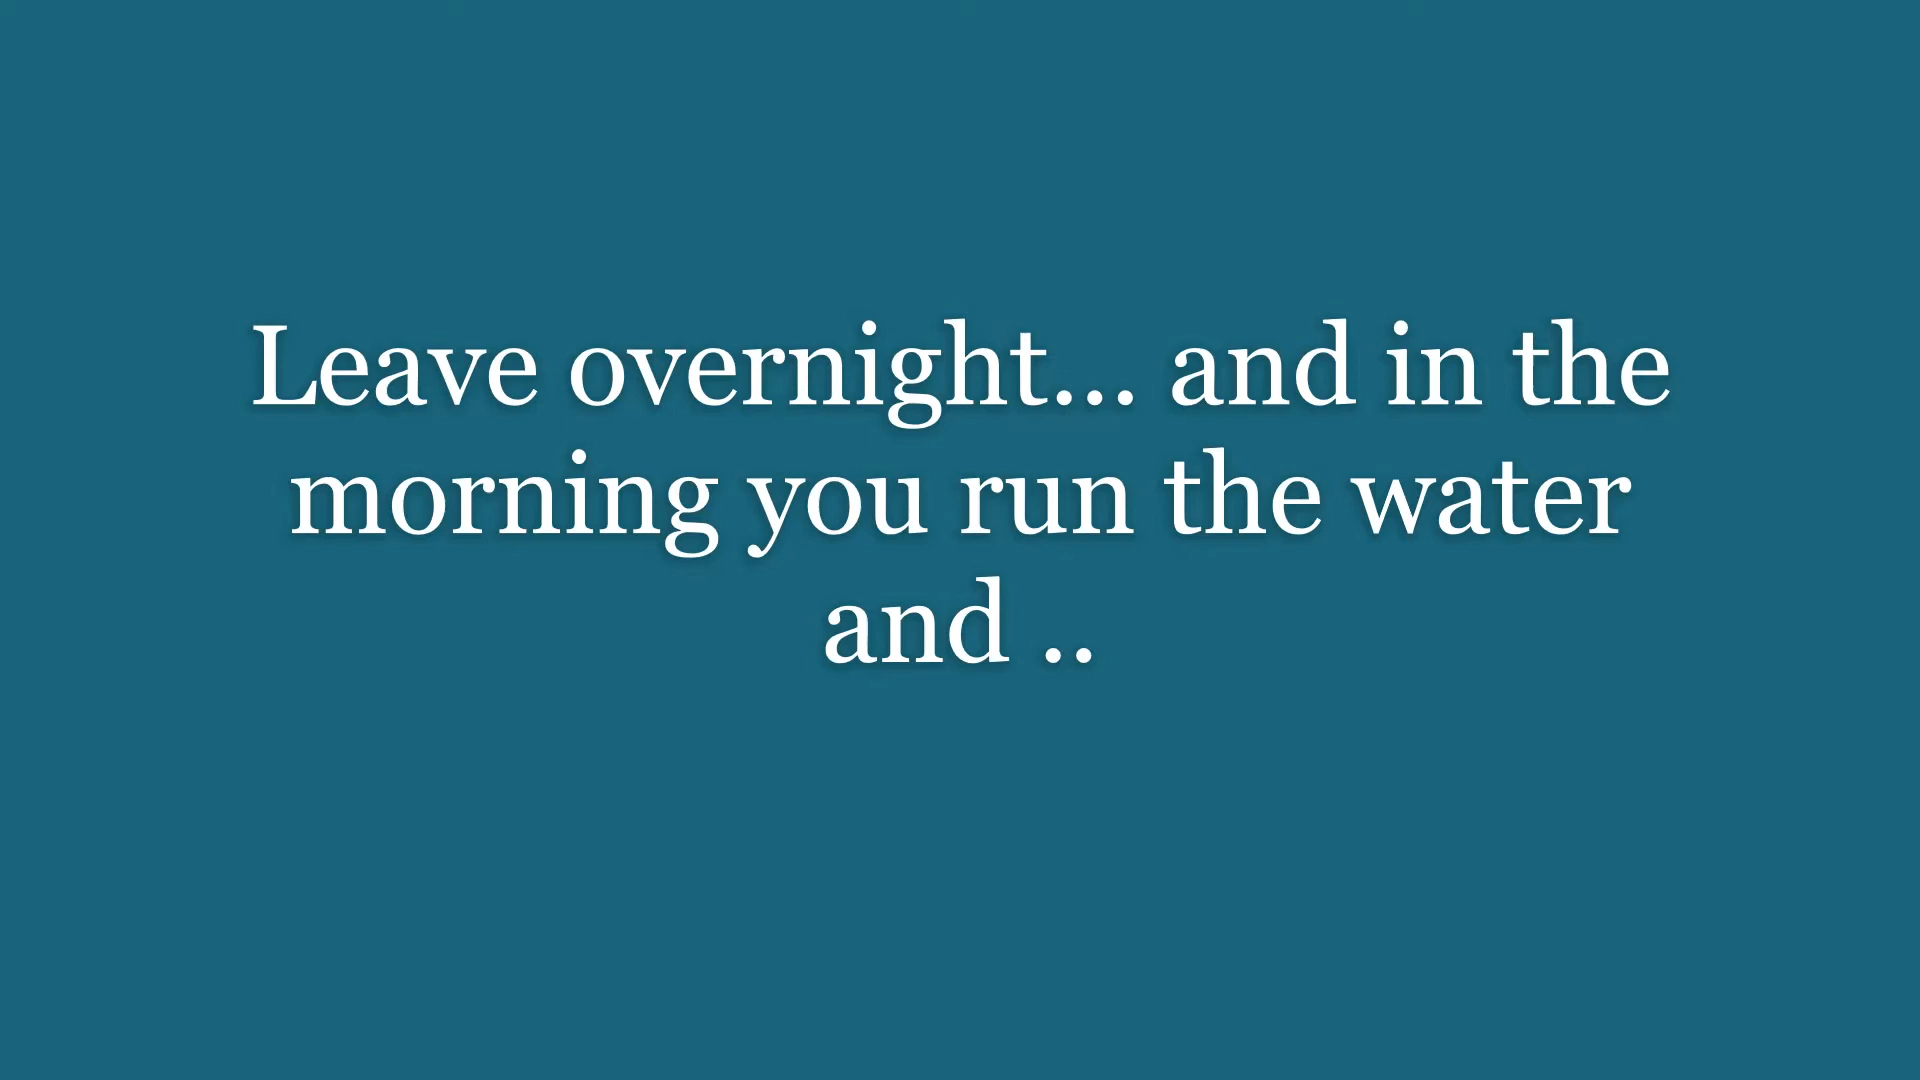 Leave overnight... and in the
morning you run the water
and ..